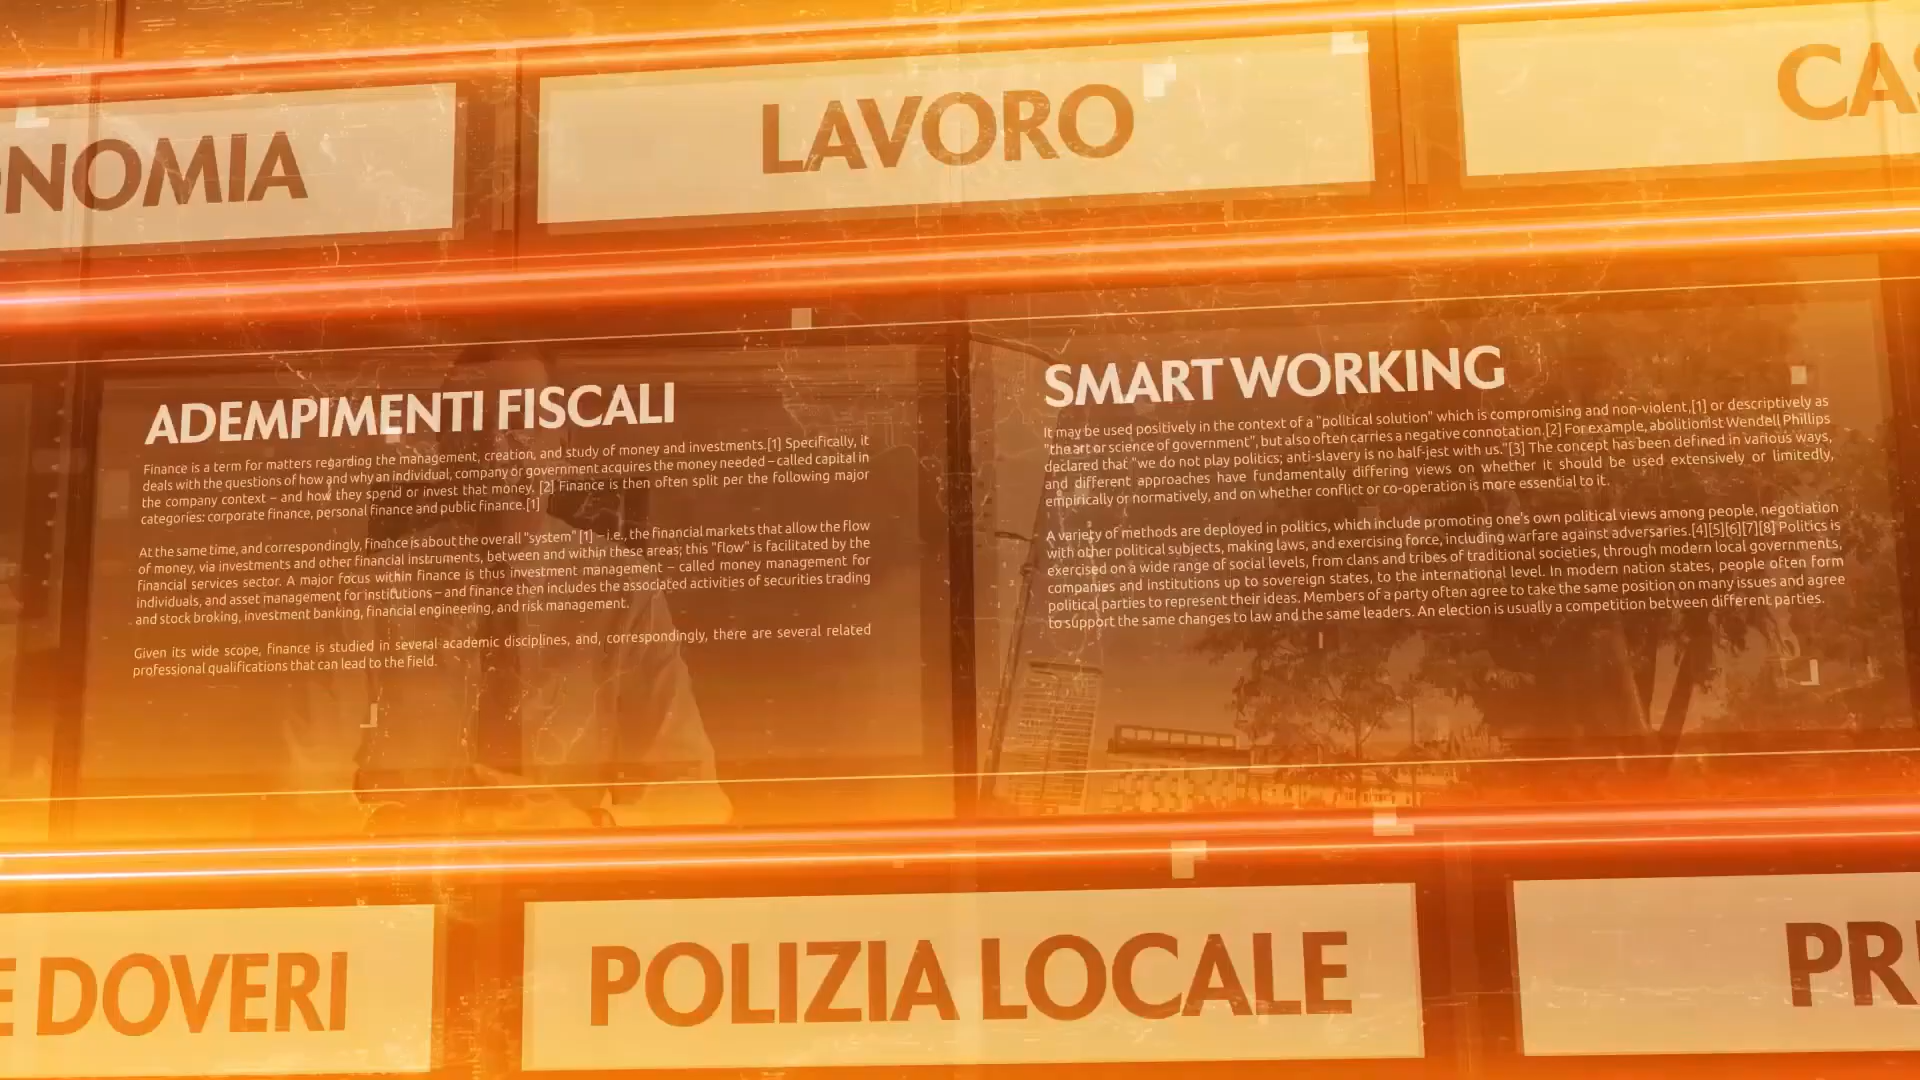 NOMIA
LAVORO
CAS
ADEMPIMENTI FISCALI
Finance is a term for matters regarding the management, creation, and study of money and investments.[1] Specifically, it
deals with the questions of how and why an individual, company or government acquires the money needed – called capital in
the company context – and how they spend or invest that money. [2] Finance is then often split per the following major
categories: corporate finance, personal finance and public finance.[1]
At the same time, and correspondingly, finance is about the overall "system" [1] – i.e., the financial markets that allow the flow
of money, via investments and other financial instruments, between and within these areas; this "flow" is facilitated by the
financial services sector. A major focus within finance is thus investment management – called money management for
individuals, and asset management for institutions – and finance then includes the associated activities of securities trading
and stock broking, investment banking, financial engineering, and risk management.
Given its wide scope, finance is studied in several academic disciplines, and, correspondingly, there are several related
professional qualifications that can lead to the field.
SMART WORKING
It may be used positively in the context of a "political solution" which is compromising and non-violent,[1] or descriptively as
"the art or science of government", but also often carries a negative connotation.[2] For example, abolitionist Wendell Phillips
declared that "we do not play politics; anti-slavery is no half-jest with us."[3] The concept has been defined in various ways,
and different approaches have fundamentally differing views on whether it should be used extensively or limitedly,
empirically or normatively, and on whether conflict or co-operation is more essential to it.
A variety of methods are deployed in politics, which include promoting one's own political views among people, negotiation
with other political subjects, making laws, and exercising force, including warfare against adversaries.[4][5][6][7][8] Politics is
exercised on a wide range of social levels, from clans and tribes of traditional societies, through modern local governments,
companies and institutions up to sovereign states, to the international level. In modern nation states, people often form
political parties to represent their ideas. Members of a party often agree to take the same position on many issues and agree
to support the same changes to law and the same leaders. An election is usually a competition between different parties.
E DOVERI
POLIZIA LOCALE
PRI